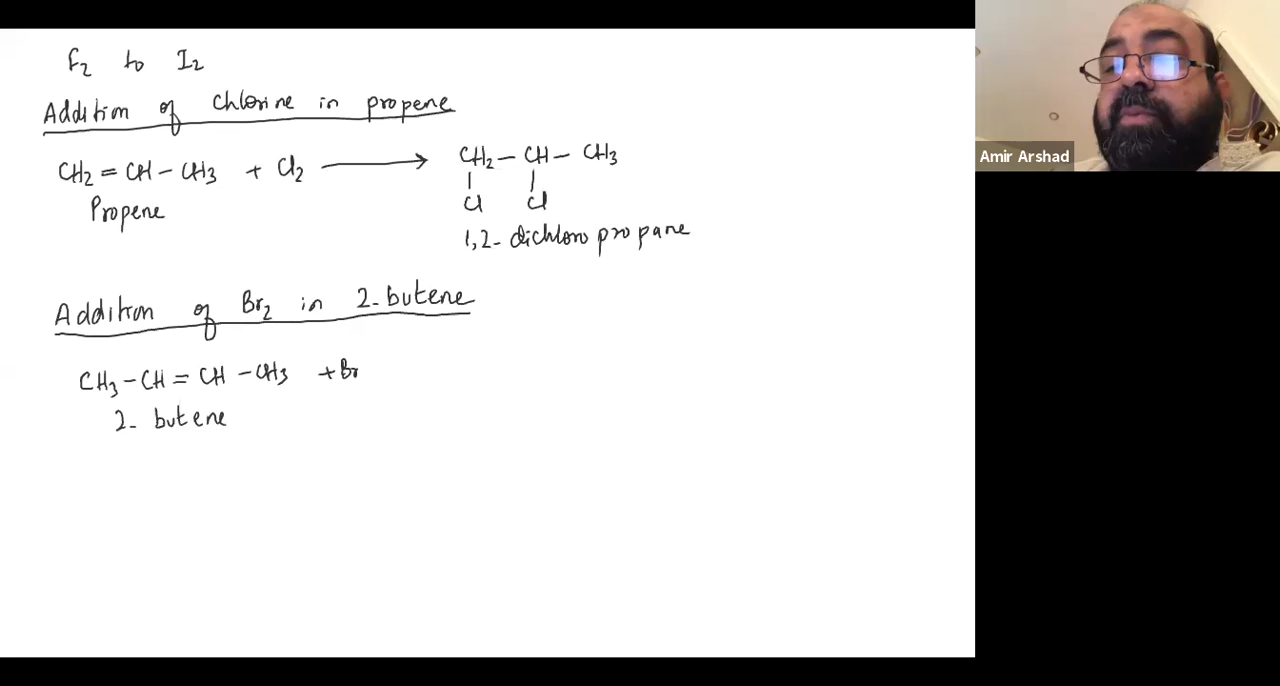 F2 to I2
Addition of Chlorine in propene
CH2 = CH - CH3 + Cl2 ⟶ CH2 - CH - CH3
| |
Cl Cl
Propene
1,2- dichloro propane
Addition of Br2 in 2-butene
CH3 - CH = CH - CH3 + Br
2- butene
Amir Arshad